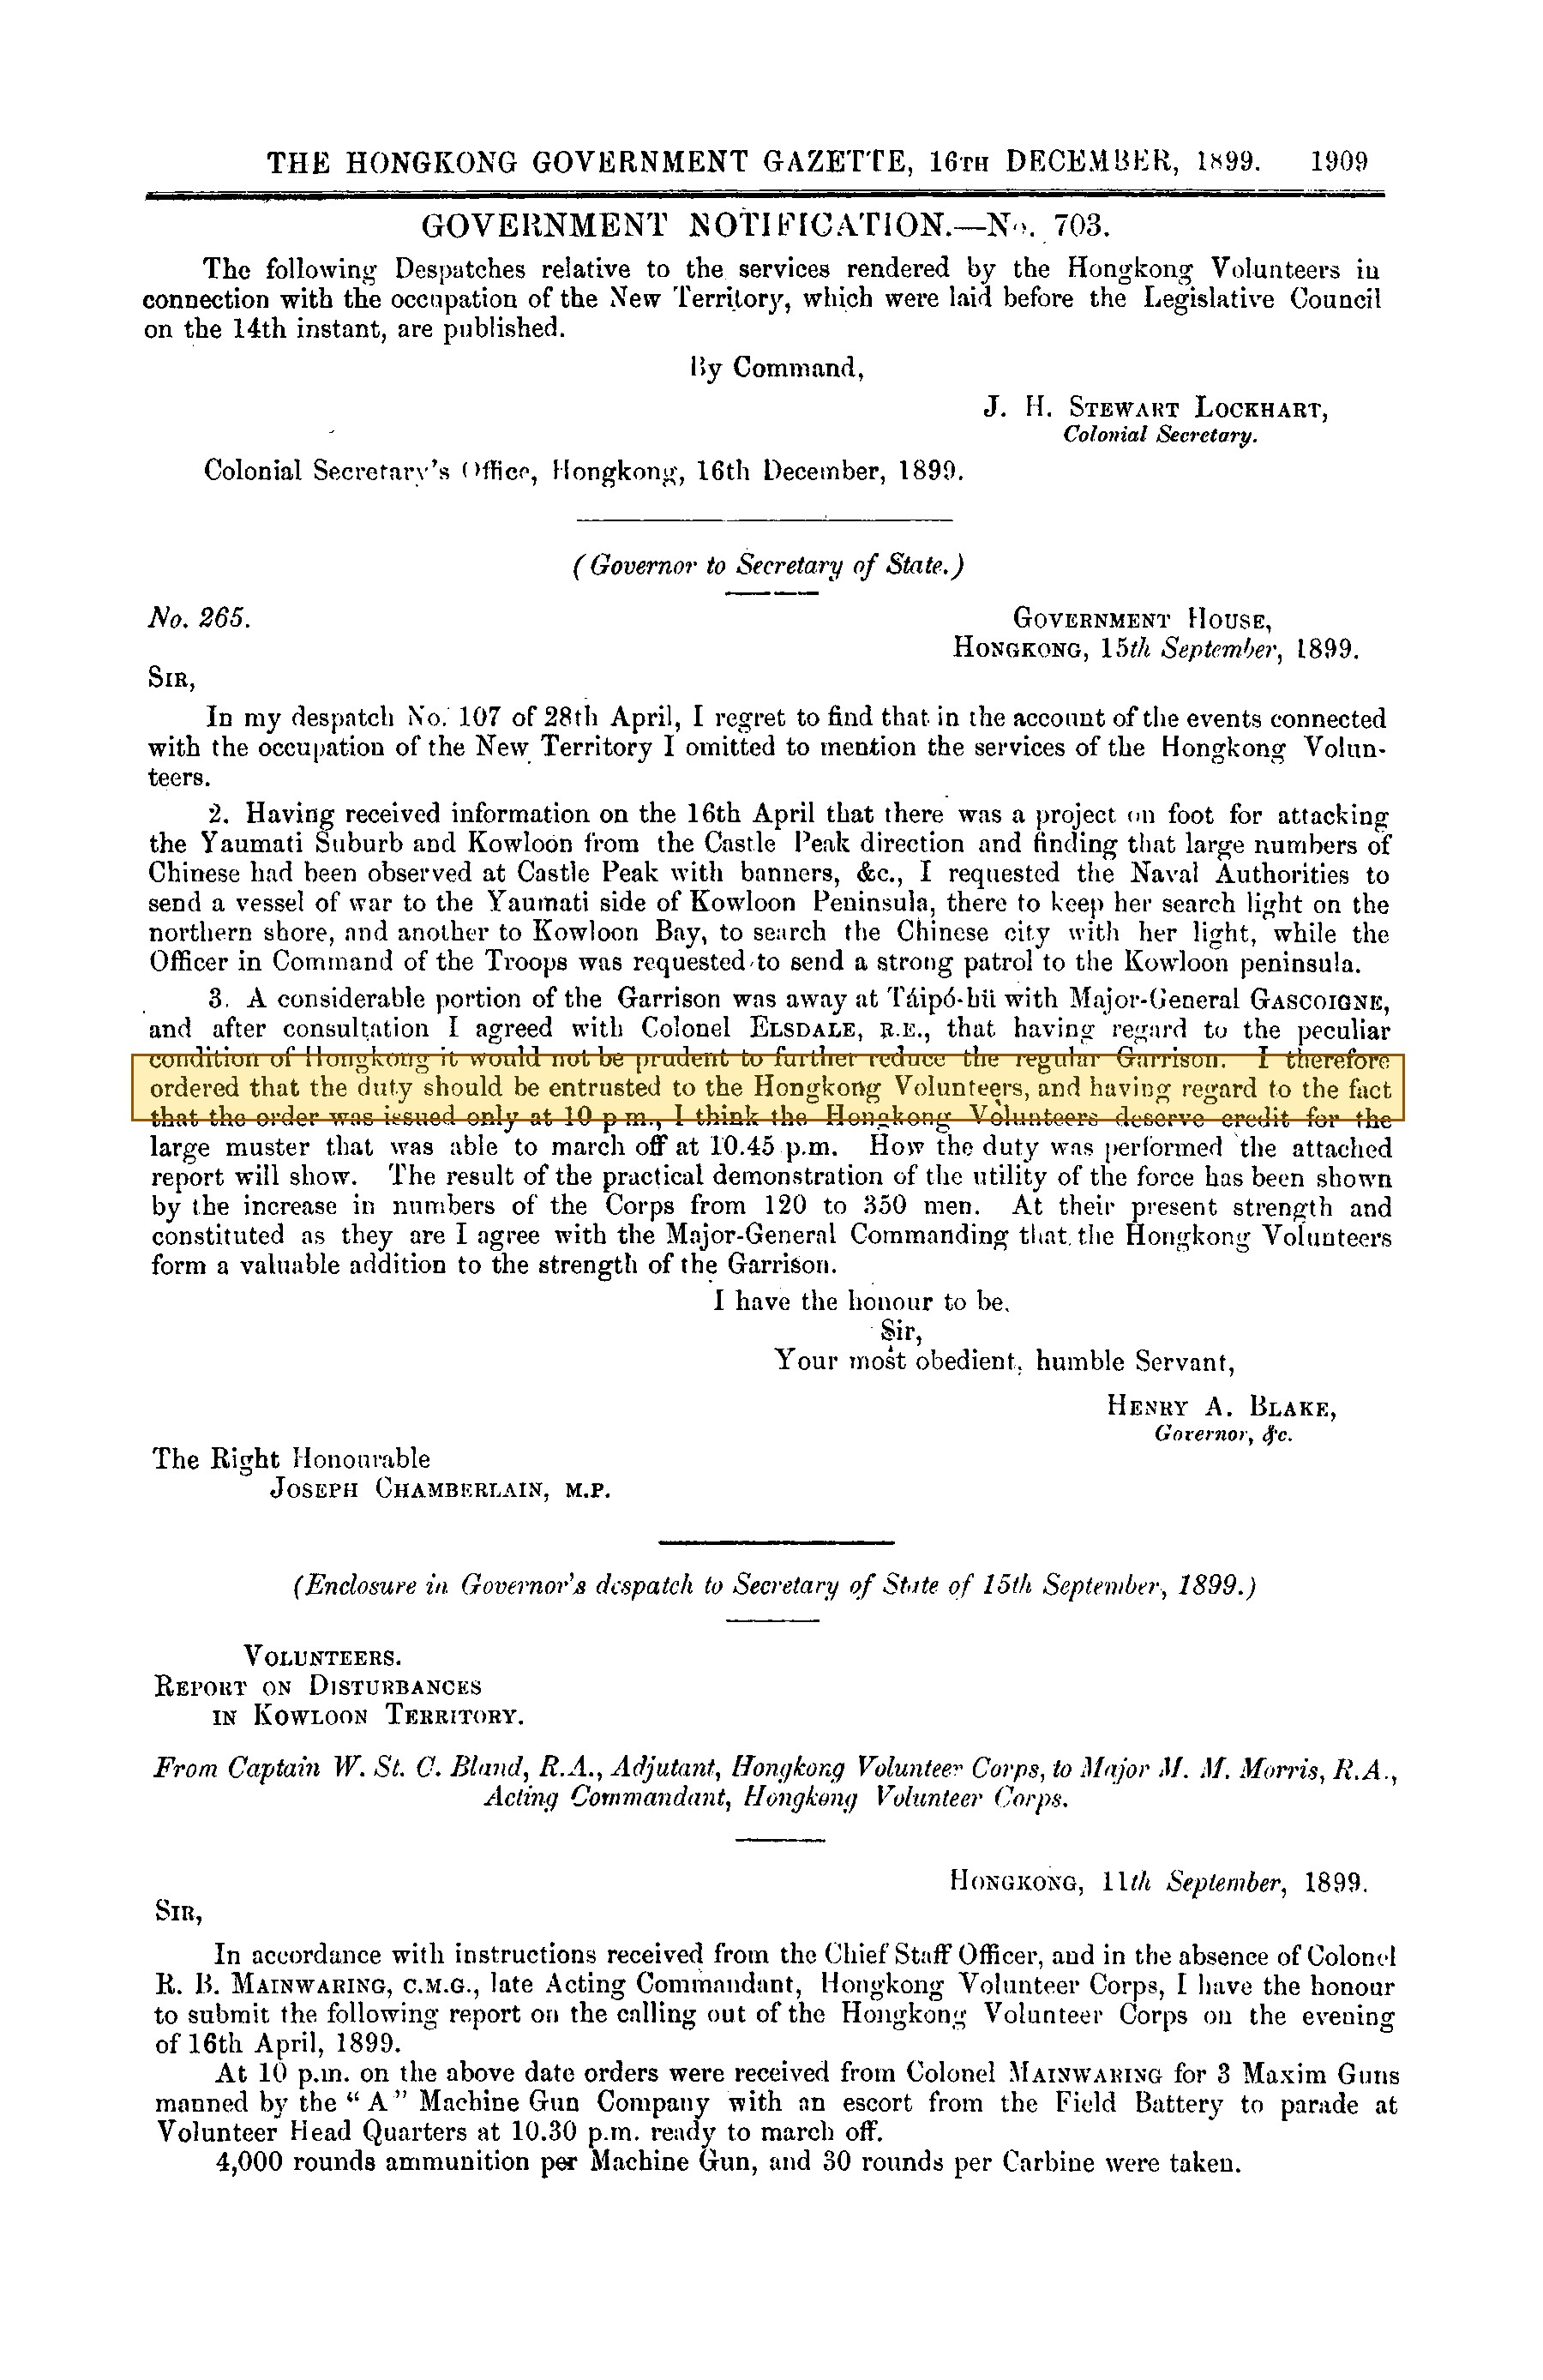 THE HONGKONG GOVERNMENT GAZETTE, 16TH DECEMBER, 1899. 1909
GOVERNMENT NOTIFICATION.—No. 703.
The following Despatches relative to the services rendered by the Hongkong Volunteers in
connection with the occupation of the New Territory, which were laid before the Legislative Council
on the 14th instant, are published.
By Command,
J. H. STEWART LOCKHART,
Colonial Secretary.
Colonial Secretary's Office, Hongkong, 16th December, 1899.
(Governor to Secretary of State.)
No. 265.
GOVERNMENT HOUSE,
HONGKONG, 15th September, 1899.
SIR,
In my despatch No. 107 of 28th April, I regret to find that in the account of the events connected
with the occupation of the New Territory I omitted to mention the services of the Hongkong Volun-
teers.
2. Having received information on the 16th April that there was a project on foot for attacking
the Yaumati Suburb and Kowloon from the Castle Peak direction and finding that large numbers of
Chinese had been observed at Castle Peak with banners, &c., I requested the Naval Authorities to
send a vessel of war to the Yaumati side of Kowloon Peninsula, there to keep her search light on the
northern shore, and another to Kowloon Bay, to search the Chinese city with her light, while the
Officer in Command of the Troops was requested to send a strong patrol to the Kowloon peninsula.
3. A considerable portion of the Garrison was away at Táipó-hü with Major-General GASCOIGNE,
and after consultation I agreed with Colonel ELSDALE, R.E., that having regard to the peculiar
condition of Hongkong it would not be prudent to further reduce the regular Garrison. I therefore
ordered that the duty should be entrusted to the Hongkong Volunteers, and having regard to the fact
that the order was issued only at 10 p.m., I think the Hongkong Volunteers deserve credit for the
large muster that was able to march off at 10.45 p.m. How the duty was performed the attached
report will show. The result of the practical demonstration of the utility of the force has been shown
by the increase in numbers of the Corps from 120 to 350 men. At their present strength and
constituted as they are I agree with the Major-General Commanding that the Hongkong Volunteers
form a valuable addition to the strength of the Garrison.
I have the honour to be,
Sir,
Your most obedient, humble Servant,
HENRY A. BLAKE,
Governor, &c.
The Right Honourable
JOSEPH CHAMBERLAIN, M.P.
(Enclosure in Governor's despatch to Secretary of State of 15th September, 1899.)
VOLUNTEERS.
REPORT ON DISTURBANCES
IN KOWLOON TERRITORY.
From Captain W. St. C. Bland, R.A., Adjutant, Hongkong Volunteer Corps, to Major M. M. Morris, R.A.,
Acting Commandant, Hongkong Volunteer Corps.
HONGKONG, 11th September, 1899.
SIR,
In accordance with instructions received from the Chief Staff Officer, and in the absence of Colonel
R. B. MAINWARING, C.M.G., late Acting Commandant, Hongkong Volunteer Corps, I have the honour
to submit the following report on the calling out of the Hongkong Volunteer Corps on the evening
of 16th April, 1899.
At 10 p.m. on the above date orders were received from Colonel MAINWARING for 3 Maxim Guns
manned by the "A" Machine Gun Company with an escort from the Field Battery to parade at
Volunteer Head Quarters at 10.30 p.m. ready to march off.
4,000 rounds ammunition per Machine Gun, and 30 rounds per Carbine were taken.